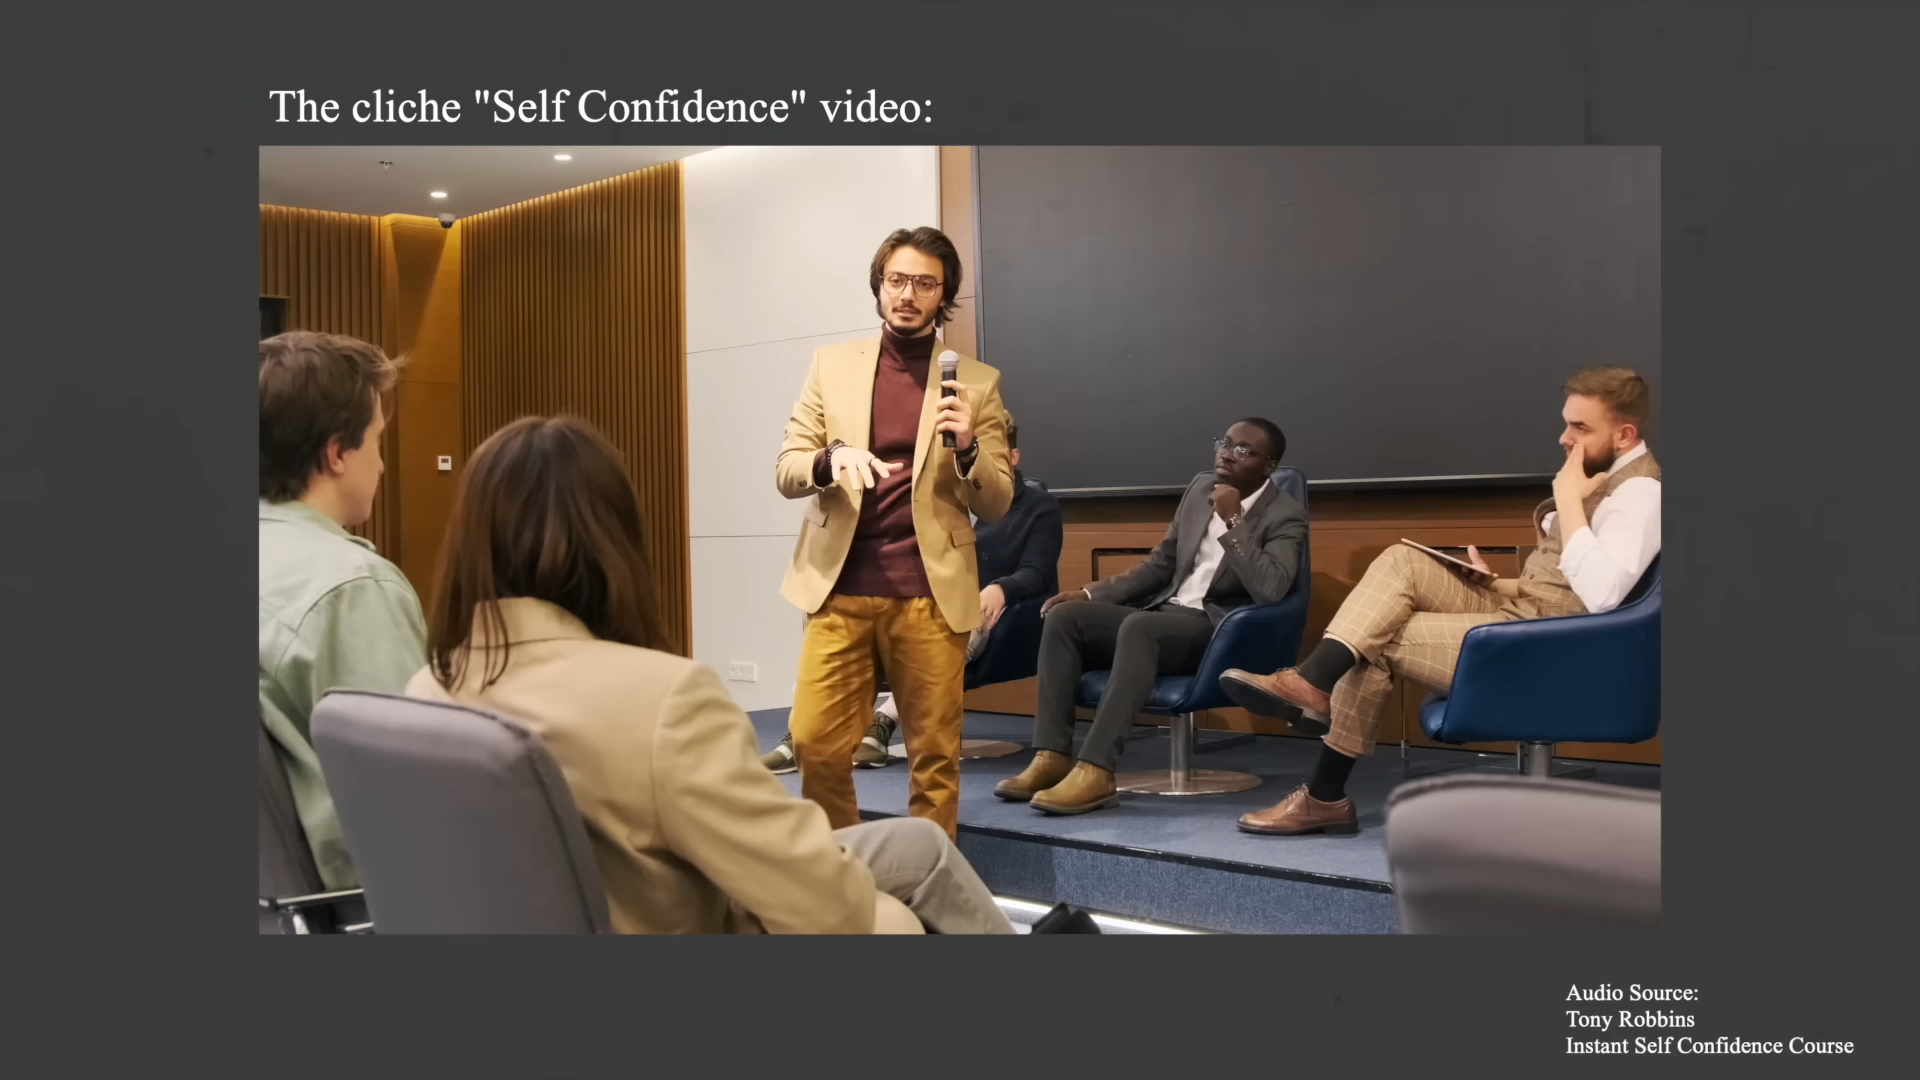 The cliche "Self Confidence" video:
Audio Source:
Tony Robbins
Instant Self Confidence Course